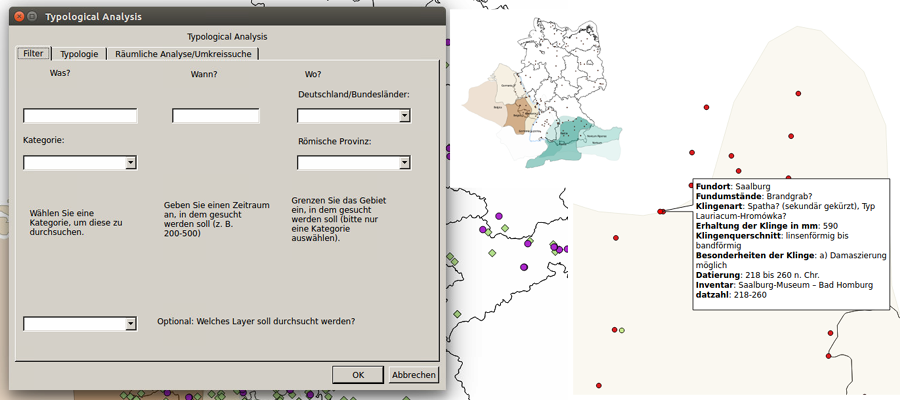 Typological Analysis
Typological Analysis
Filter Typologie Räumliche Analyse/Umkreissuche
Was? Wann? Wo?
Deutschland/Bundesländer:
Kategorie: Römische Provinz:
Wählen Sie eine
Kategorie, um diese zu
durchsuchen.
Geben Sie einen Zeitraum
an, in dem gesucht
werden soll (z. B.
200-500)
Grenzen Sie das Gebiet
ein, in dem gesucht
werden soll (bitte nur
eine Kategorie
auswählen).
Optional: Welches Layer soll durchsucht werden?
OK Abbrechen
Fundort: Saalburg
Fundumstände: Brandgrab?
Klingenart: Spatha? (sekundär gekürzt), Typ
Lauriacum-Hromówka?
Erhaltung der Klinge in mm: 590
Klingenquerschnitt: linsenförmig bis
bandförmig
Besonderheiten der Klinge: a) Damaszierung
möglich
Datierung: 218 bis 260 n. Chr.
Inventar: Saalburg-Museum – Bad Homburg
datzahl: 218-260